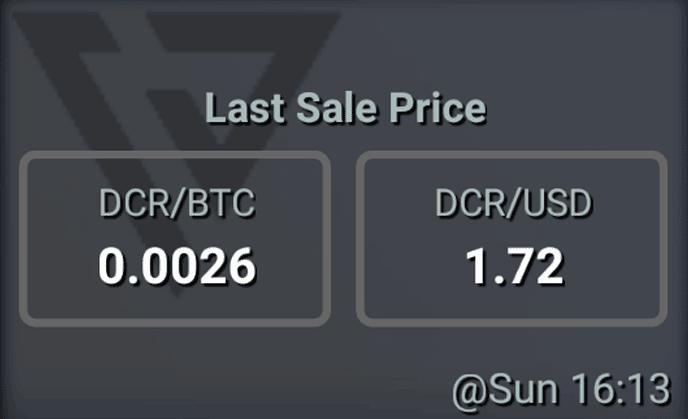 Last Sale Price
DCR/BTC
0.0026
DCR/USD
1.72
@Sun 16:13